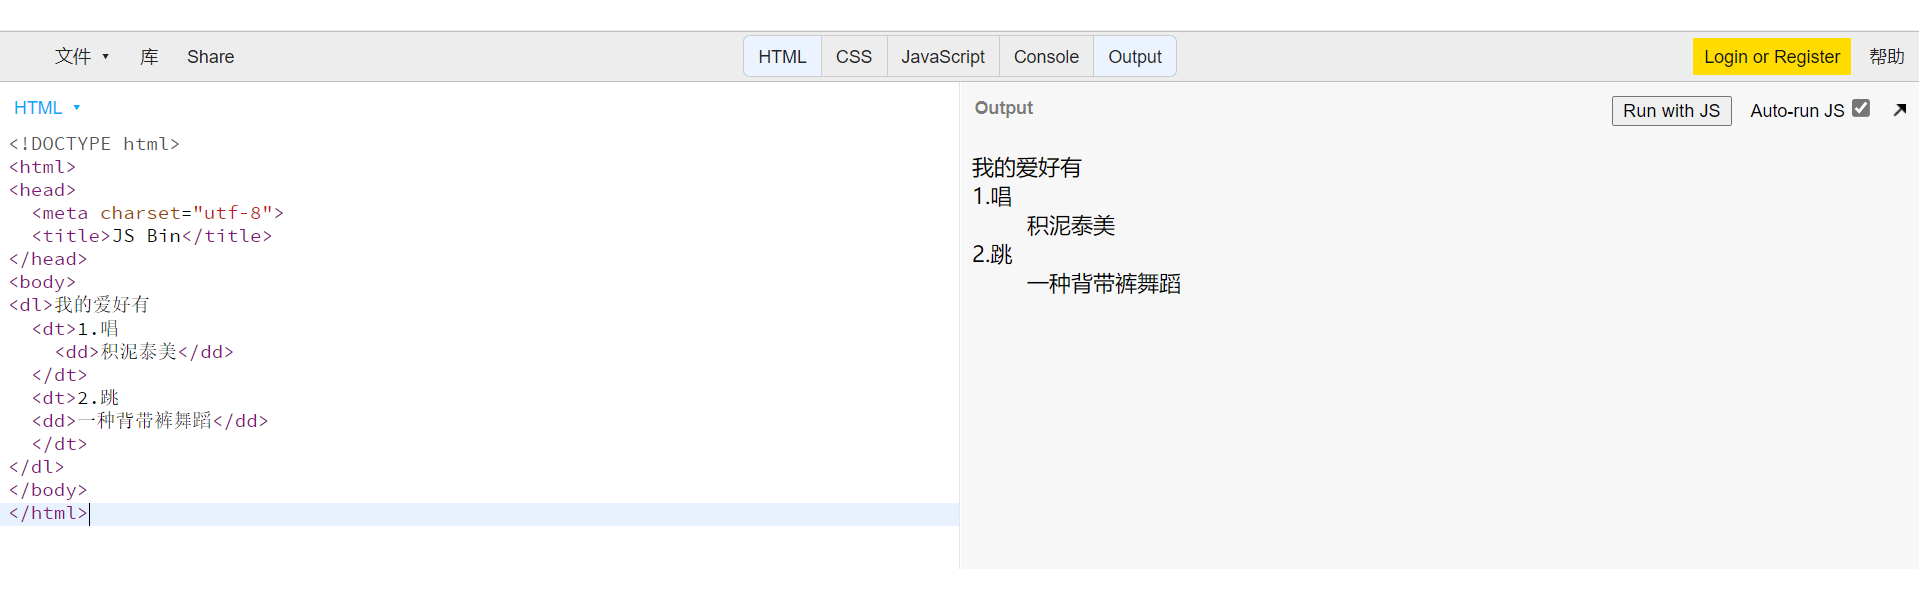 文件 ▾ 库 Share HTML CSS JavaScript Console Output Login or Register 帮助
HTML ▾
<!DOCTYPE html>
<html>
<head>
  <meta charset="utf-8">
  <title>JS Bin</title>
</head>
<body>
<dl>我的爱好有
  <dt>1.唱
    <dd>积泥泰美</dd>
  </dt>
  <dt>2.跳
  <dd>一种背带裤舞蹈</dd>
  </dt>
</dl>
</body>
</html>
Output Run with JS Auto-run JS
我的爱好有
1.唱
积泥泰美
2.跳
一种背带裤舞蹈